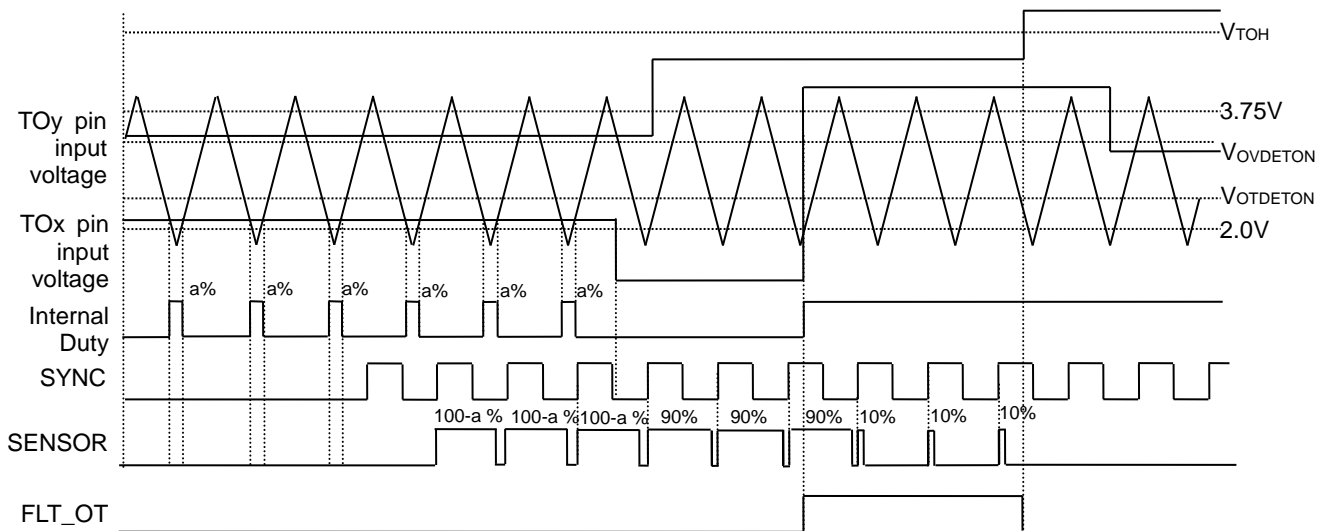 VTOH
3.75V
TOy pin
input
voltage
VOVDETON
VOTDETON
TOx pin
input
voltage
2.0V
a% a% a% a% a% a%
Internal
Duty
SYNC
100-a % 100-a % 100-a % 90% 90% 90% 10% 10% 10%
SENSOR
FLT_OT